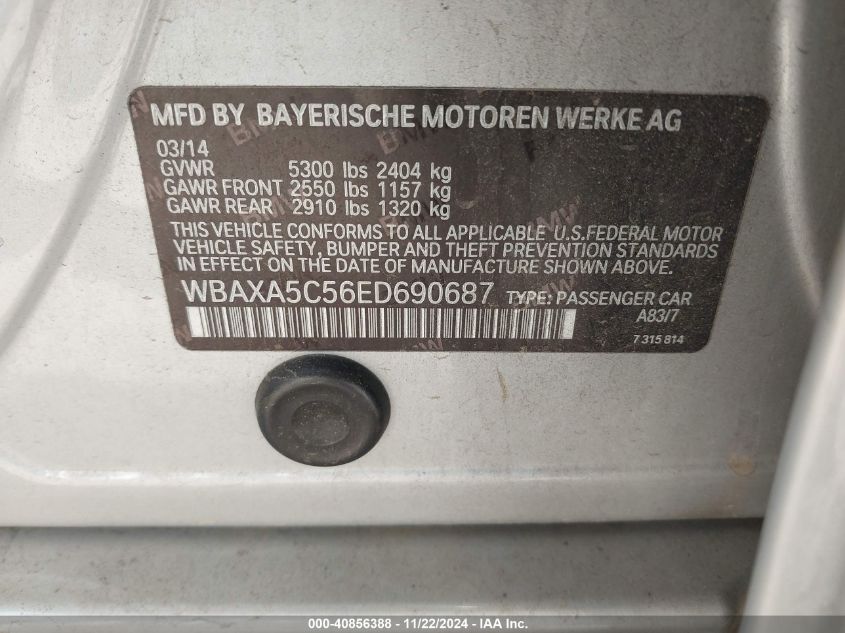 MFD BY BAYERISCHE MOTOREN WERKE AG
03/14
GVWR 5300 lbs 2404 kg
GAWR FRONT 2550 lbs 1157 kg
GAWR REAR 2910 lbs 1320 kg
THIS VEHICLE CONFORMS TO ALL APPLICABLE U.S.FEDERAL MOTOR
VEHICLE SAFETY, BUMPER AND THEFT PREVENTION STANDARDS
IN EFFECT ON THE DATE OF MANUFACTURE SHOWN ABOVE.
WBAXA5C56ED690687 TYPE: PASSENGER CAR
A83/7
7 315 814
000-40856388 - 11/22/2024 - IAA Inc.